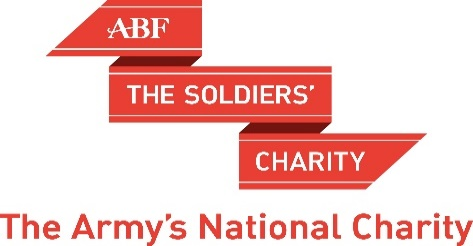 ABF
THE SOLDIERS'
CHARITY
The Army's National Charity